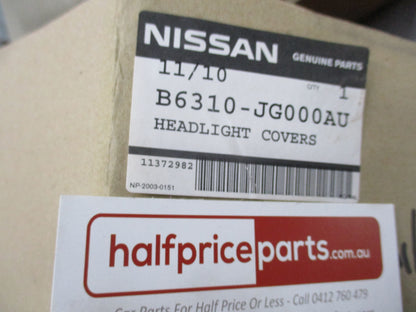 NISSAN GENUINE PARTS
11/10 QTY 1
B6310-JG000AU
HEADLIGHT COVERS
11372982
NP-2003-0151
halfpriceparts.com.au
Car Parts For Half Price Or Less - Call 0412 760 479